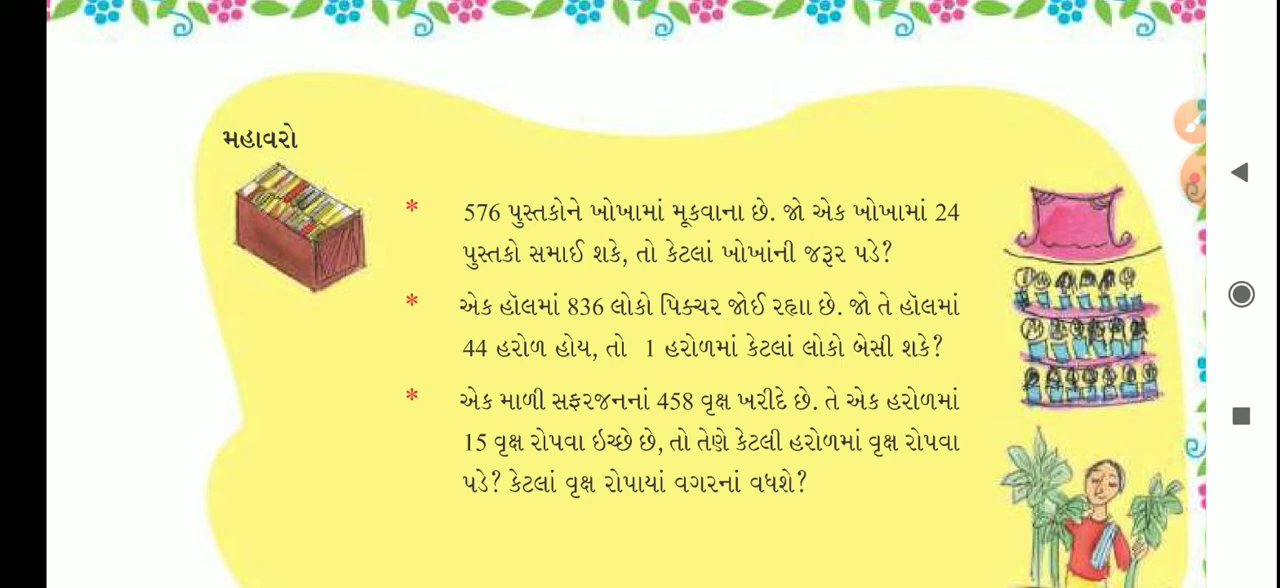 મહાવરો
* 576 પુસ્તકોને ખોખામાં મૂકવાના છે. જો એક ખોખામાં 24
પુસ્તકો સમાઈ શકે, તો કેટલાં ખોખાંની જરૂર પડે?
* એક હૉલમાં 836 લોકો પિક્ચર જોઈ રહ્યા છે. જો તે હૉલમાં
44 હરોળ હોય, તો 1 હરોળમાં કેટલાં લોકો બેસી શકે?
* એક માળી સફરજનનાં 458 વૃક્ષ ખરીદે છે. તે એક હરોળમાં
15 વૃક્ષ રોપવા ઇચ્છે છે, તો તેણે કેટલી હરોળમાં વૃક્ષ રોપવા
પડે? કેટલાં વૃક્ષ રોપાયાં વગરનાં વધશે?